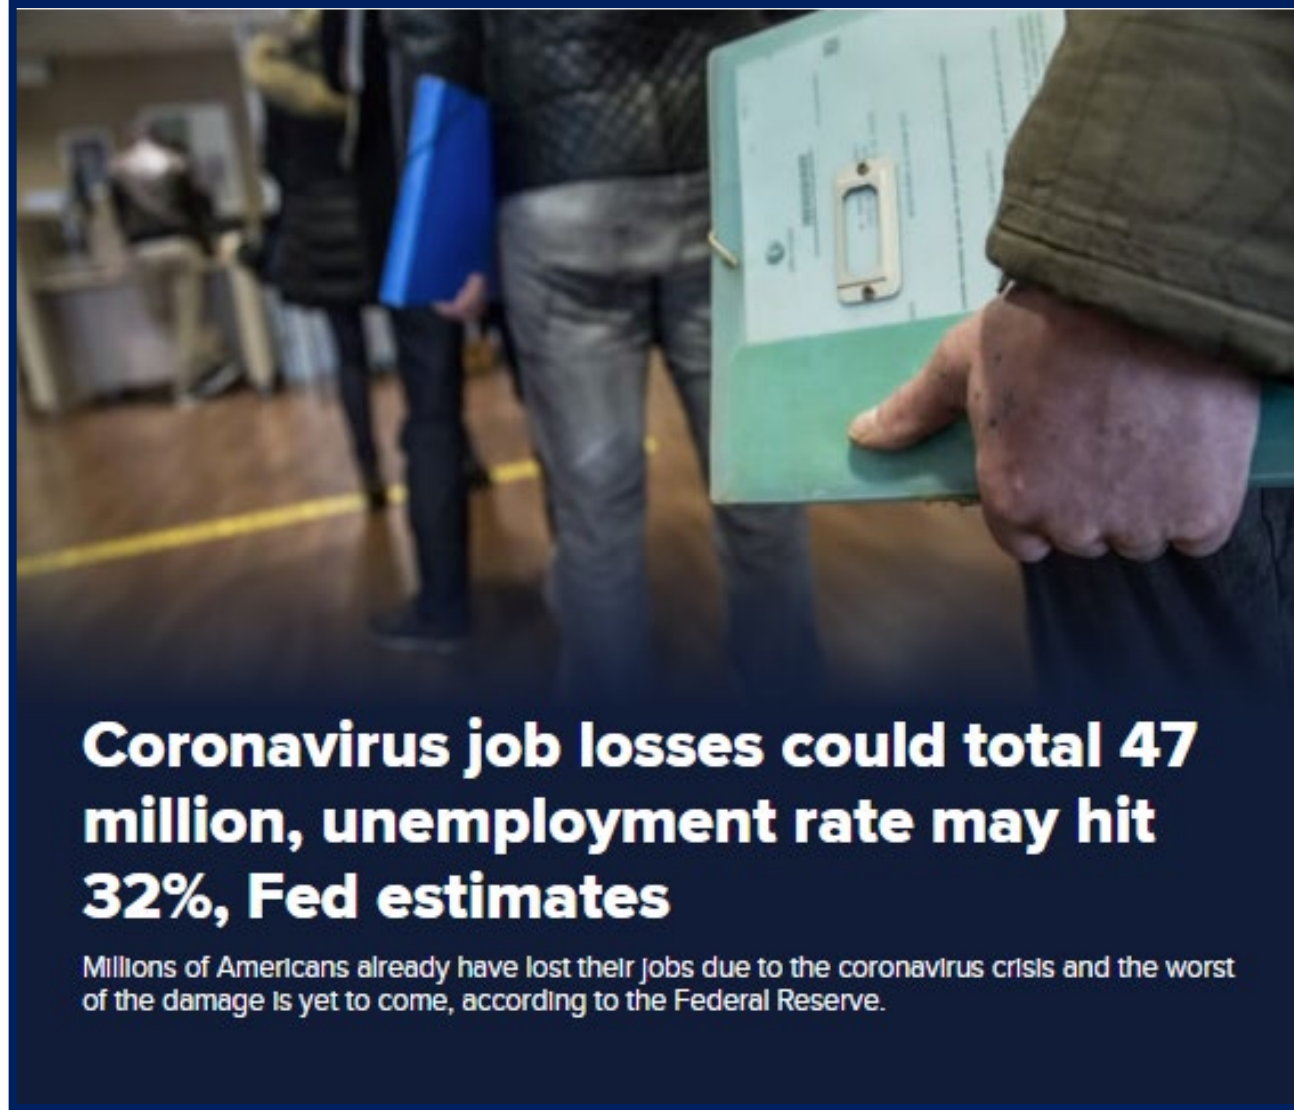 Coronavirus job losses could total 47
million, unemployment rate may hit
32%, Fed estimates
Millions of Americans already have lost their jobs due to the coronavirus crisis and the worst
of the damage is yet to come, according to the Federal Reserve.